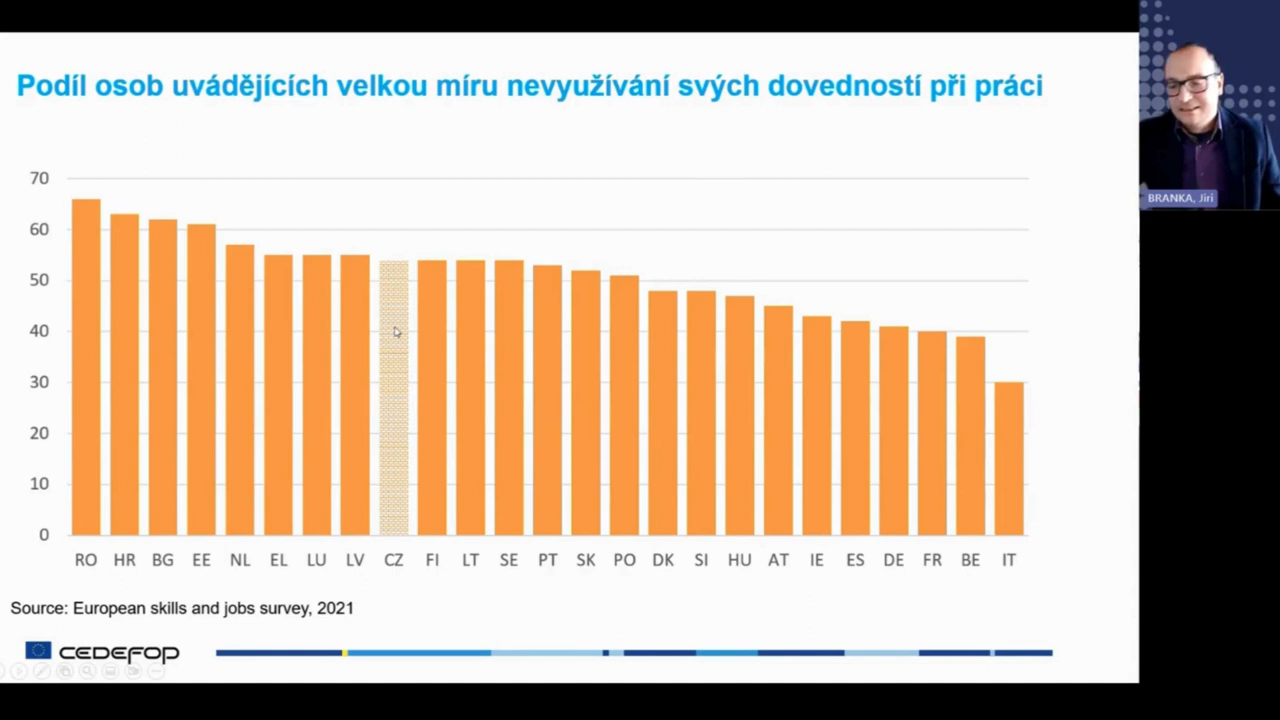 Podíl osob uvádějících velkou míru nevyužívání svých dovedností při práci
BRANKA, Jiri
70
60
50
40
30
20
10
0
RO HR BG EE NL EL LU LV CZ FI LT SE PT SK PO DK SI HU AT IE ES DE FR BE IT
Source: European skills and jobs survey, 2021
CEDEFOP